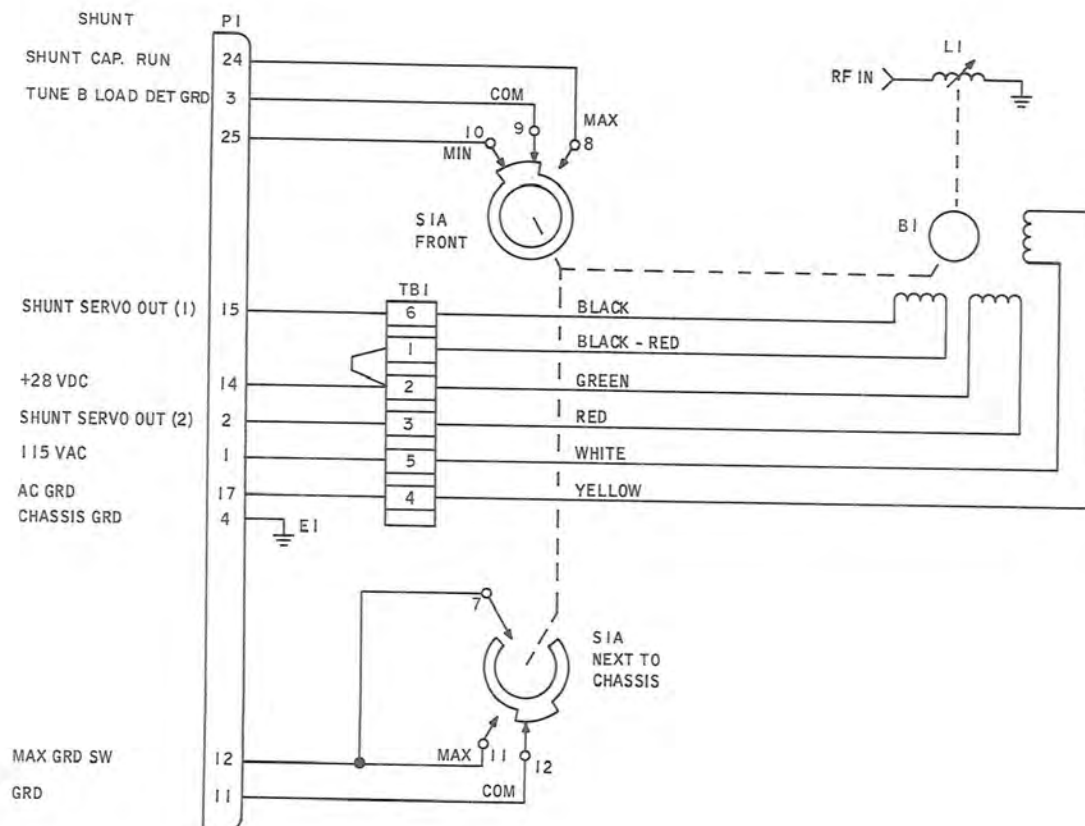 SHUNT P1
SHUNT CAP. RUN 24
TUNE B LOAD DET GRD 3
25
COM
10 9 MAX
MIN 8
S1A
FRONT
L1
RF IN
B1
TB1
SHUNT SERVO OUT (1) 15 6 BLACK
1 BLACK - RED
+28 VDC 14 2 GREEN
SHUNT SERVO OUT (2) 2 3 RED
115 VAC 1 5 WHITE
AC GRD 17 4 YELLOW
CHASSIS GRD 4 E1
7
S1A
NEXT TO
CHASSIS
MAX GRD SW 12 MAX 11 12
GRD 11 COM